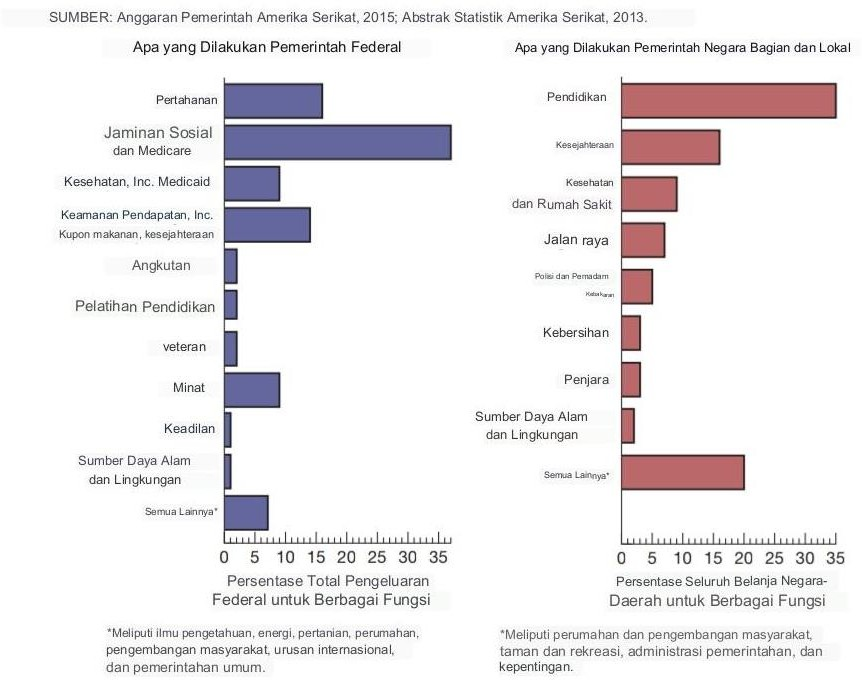 SUMBER: Anggaran Pemerintah Amerika Serikat, 2015; Abstrak Statistik Amerika Serikat, 2013.
Apa yang Dilakukan Pemerintah Federal
Pertahanan
Jaminan Sosial
dan Medicare
Kesehatan, Inc. Medicaid
Keamanan Pendapatan, Inc.
Kupon makanan, kesejahteraan
Angkutan
Pelatihan Pendidikan
veteran
Minat
Keadilan
Sumber Daya Alam
dan Lingkungan
Semua Lainnya*
0 5 10 15 20 25 30 35
Persentase Total Pengeluaran
Federal untuk Berbagai Fungsi
*Meliputi ilmu pengetahuan, energi, pertanian, perumahan,
pengembangan masyarakat, urusan internasional,
dan pemerintahan umum.
Apa yang Dilakukan Pemerintah Negara Bagian dan Lokal
Pendidikan
Kesejahteraan
Kesehatan
dan Rumah Sakit
Jalan raya
Polisi dan Pemadam
Kebakaran
Kebersihan
Penjara
Sumber Daya Alam
dan Lingkungan
Semua Lainnya*
0 5 10 15 20 25 30 35
Persentase Seluruh Belanja Negara-
Daerah untuk Berbagai Fungsi
*Meliputi perumahan dan pengembangan masyarakat,
taman dan rekreasi, administrasi pemerintahan, dan
kepentingan.